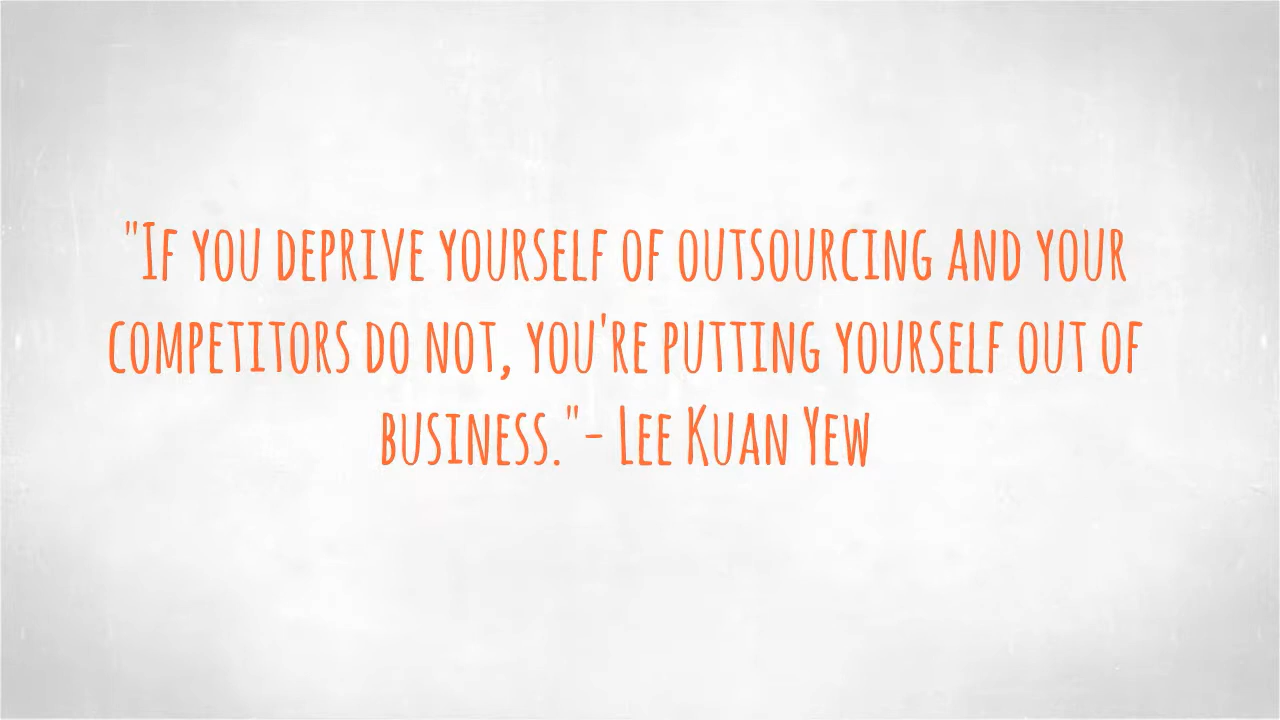 "If you deprive yourself of outsourcing and your
competitors do not, you're putting yourself out of
business."- Lee Kuan Yew